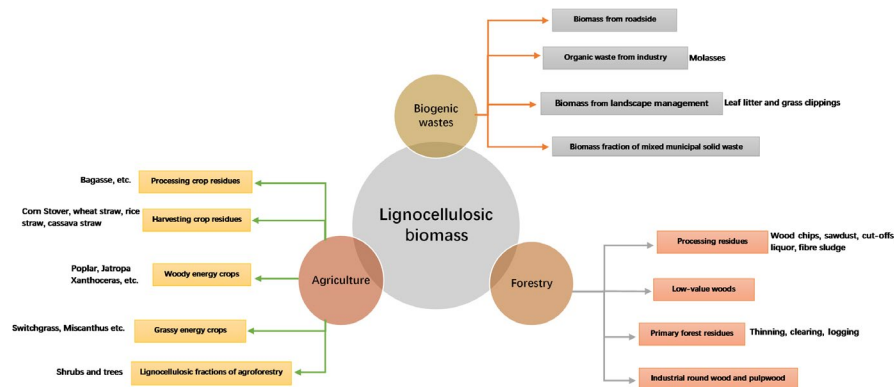 Biomass from roadside
Organic waste from industry
Molasses
Biomass from landscape management
Leaf litter and grass clippings
Biomass fraction of mixed municipal solid waste
Biogenic
wastes
Lignocellulosic
biomass
Agriculture
Bagasse, etc.
Processing crop residues
Corn Stover, wheat straw, rice
straw, cassava straw
Harvesting crop residues
Poplar, Jatropa
Xanthoceras, etc.
Woody energy crops
Switchgrass, Miscanthus etc.
Grassy energy crops
Shrubs and trees
Lignocellulosic fractions of agroforestry
Forestry
Processing residues
Wood chips, sawdust, cut-offs
liquor, fibre sludge
Low-value woods
Primary forest residues
Thinning, clearing, logging
Industrial round wood and pulpwood